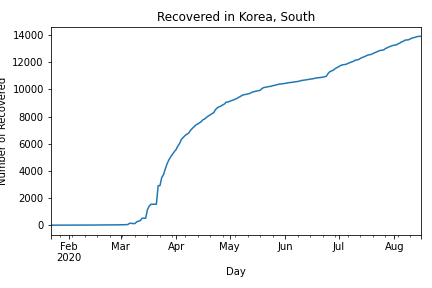 Recovered in Korea, South
Number of Recovered
14000
12000
10000
8000
6000
4000
2000
0
Feb
2020
Mar
Apr
May
Jun
Jul
Aug
Day